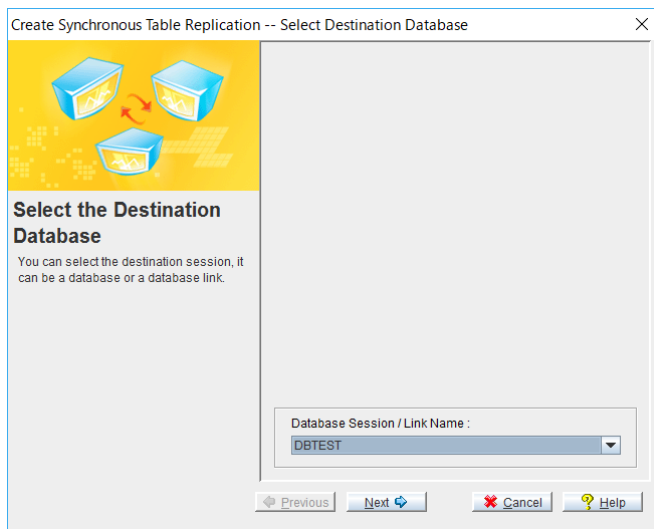 Create Synchronous Table Replication -- Select Destination Database
Select the Destination
Database
You can select the destination session, it
can be a database or a database link.
Database Session / Link Name :
DBTEST
Previous
Next
Cancel
Help